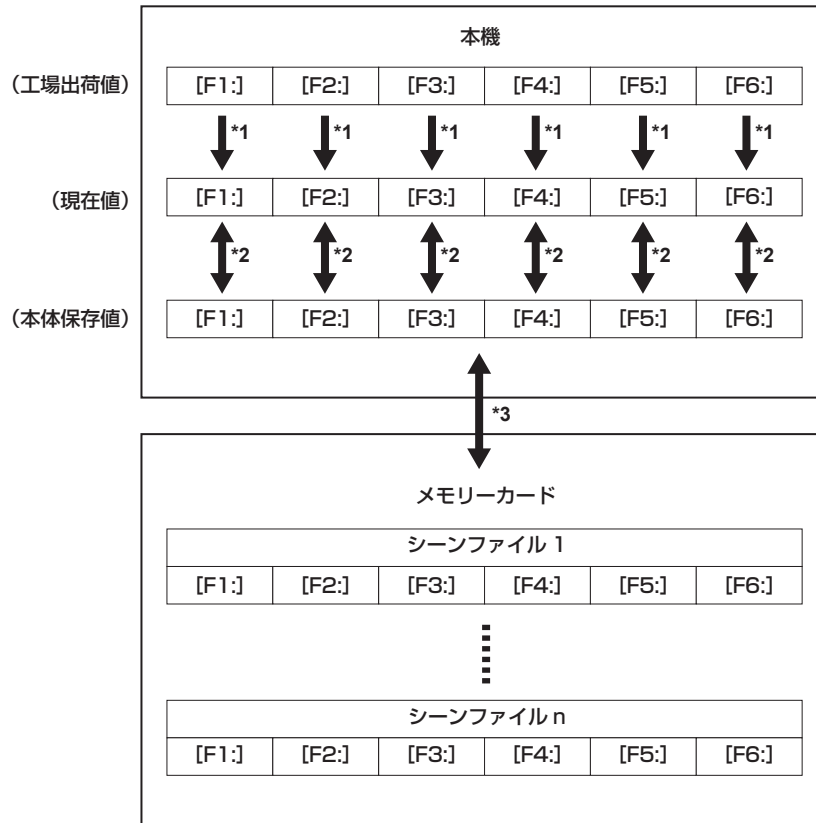 本機
（工場出荷値） [F1:] [F2:] [F3:] [F4:] [F5:] [F6:]
*1 *1 *1 *1 *1 *1
（現在値） [F1:] [F2:] [F3:] [F4:] [F5:] [F6:]
*2 *2 *2 *2 *2 *2
（本体保存値） [F1:] [F2:] [F3:] [F4:] [F5:] [F6:]
*3
メモリーカード
シーンファイル 1
[F1:] [F2:] [F3:] [F4:] [F5:] [F6:]
シーンファイル n
[F1:] [F2:] [F3:] [F4:] [F5:] [F6:]